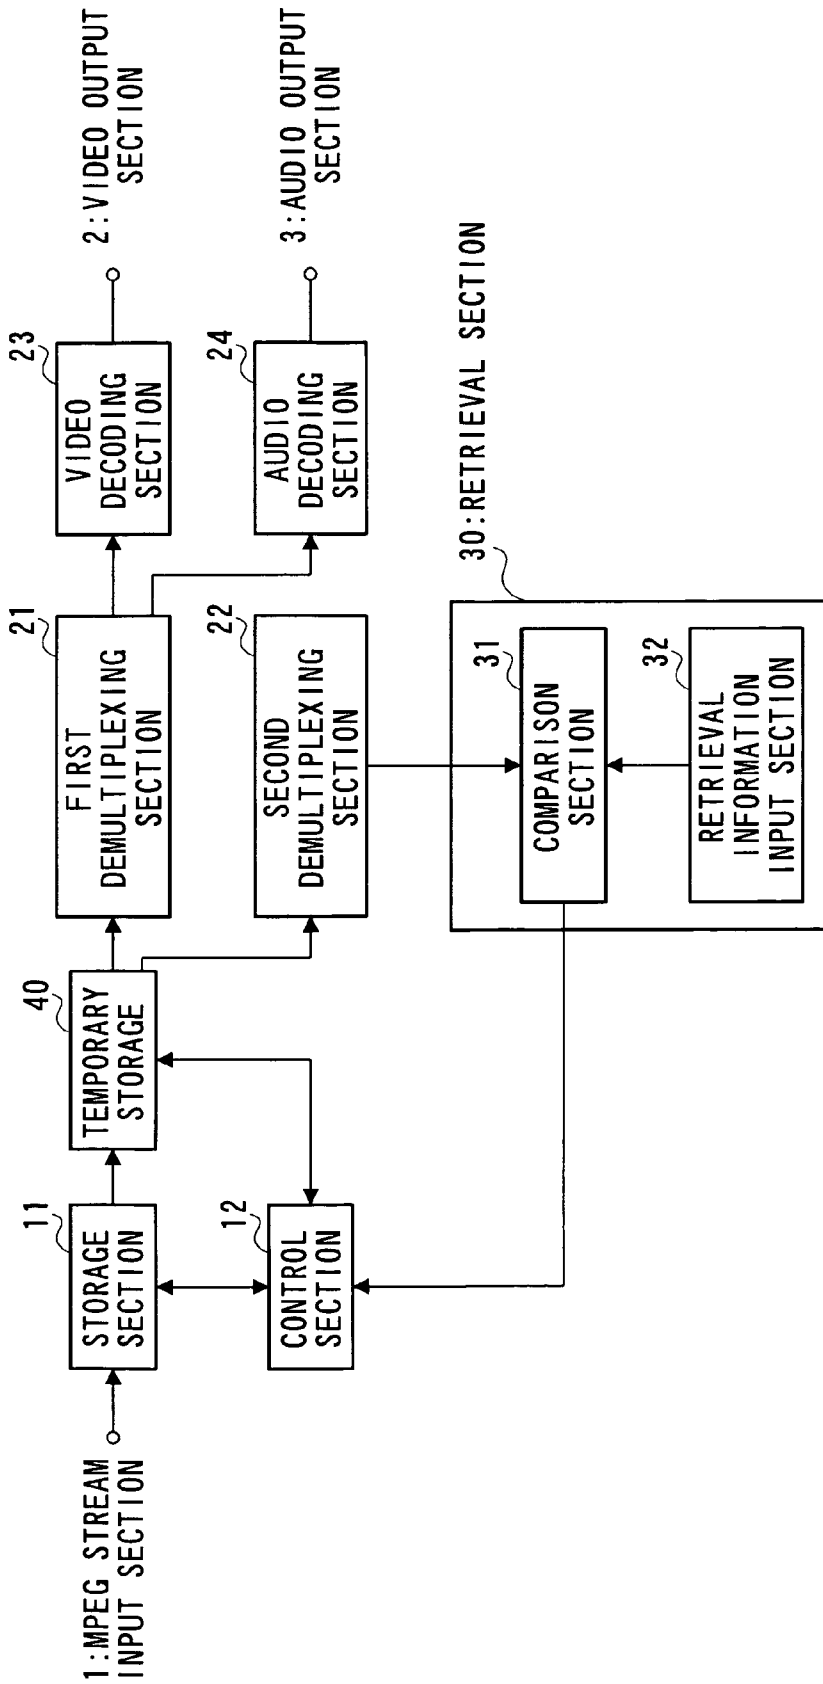 1:MPEG STREAM
INPUT SECTION
11
STORAGE
SECTION
12
CONTROL
SECTION
40
TEMPORARY
STORAGE
21
FIRST
DEMULTIPLEXING
SECTION
22
SECOND
DEMULTIPLEXING
SECTION
23
VIDEO
DECODING
SECTION
24
AUDIO
DECODING
SECTION
2:VIDEO OUTPUT
SECTION
3:AUDIO OUTPUT
SECTION
30:RETRIEVAL SECTION
31
COMPARISON
SECTION
32
RETRIEVAL
INFORMATION
INPUT SECTION